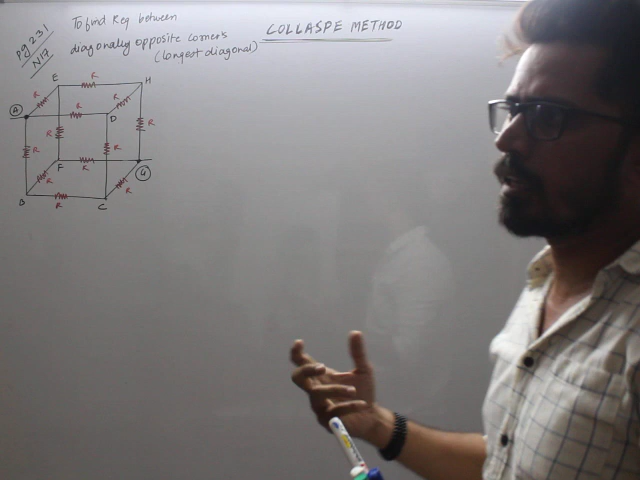 Pg 231
N17
To find Req between
diagonally opposite corners
(longest diagonal)
COLLASPE METHOD
E R H
R R
A R D
R R R R
F R G
R R
B R C